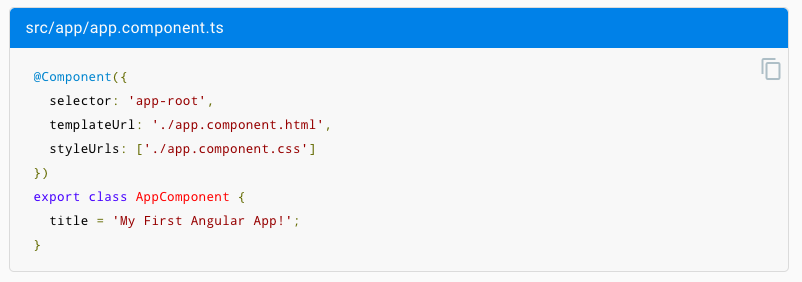 src/app/app.component.ts
@Component({
  selector: 'app-root',
  templateUrl: './app.component.html',
  styleUrls: ['./app.component.css']
})
export class AppComponent {
  title = 'My First Angular App!';
}